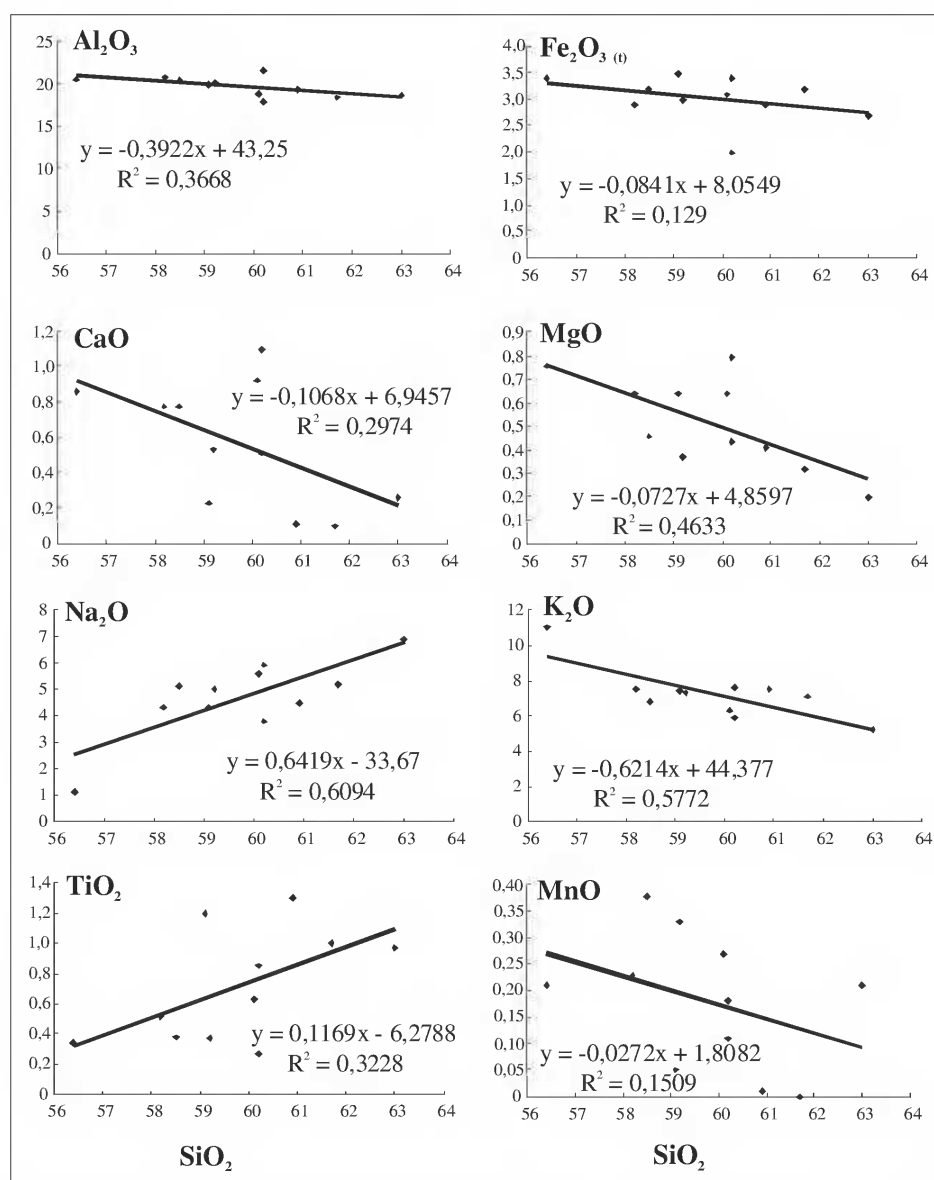 Al₂O₃
25
20
15
10
5
0
y = -0,3922x + 43,25
R² = 0,3668
56 57 58 59 60 61 62 63 64
Fe₂O₃ (t)
4,0
3,5
3,0
2,5
2,0
1,5
1,0
0,5
0,0
y = -0,0841x + 8,0549
R² = 0,129
56 57 58 59 60 61 62 63 64
CaO
1,2
1,0
0,8
0,6
0,4
0,2
0
y = -0,1068x + 6,9457
R² = 0,2974
56 57 58 59 60 61 62 63 64
MgO
0,9
0,8
0,7
0,6
0,5
0,4
0,3
0,2
0,1
0
y = -0,0727x + 4,8597
R² = 0,4633
56 57 58 59 60 61 62 63 64
Na₂O
8
7
6
5
4
3
2
1
0
y = 0,6419x - 33,67
R² = 0,6094
56 57 58 59 60 61 62 63 64
K₂O
12
10
8
6
4
2
0
y = -0,6214x + 44,377
R² = 0,5772
56 57 58 59 60 61 62 63 64
TiO₂
1,4
1,2
1,0
0,8
0,6
0,4
0,2
0
y = 0,1169x - 6,2788
R² = 0,3228
56 57 58 59 60 61 62 63 64
SiO₂
MnO
0,40
0,35
0,30
0,25
0,20
0,15
0,10
0,05
0
y = -0,0272x + 1,8082
R² = 0,1509
56 57 58 59 60 61 62 63 64
SiO₂